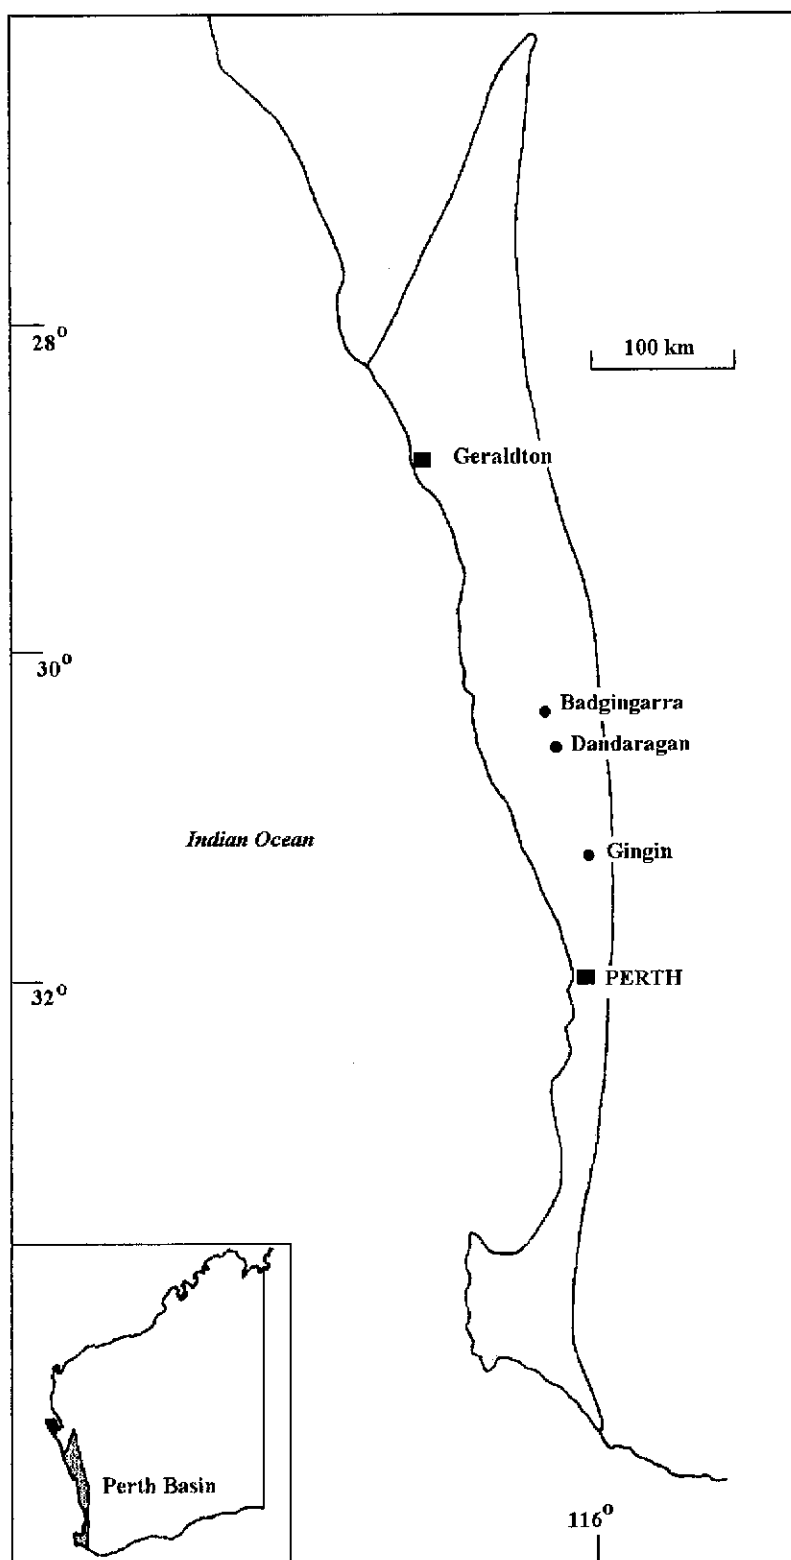 28°
100 km
Geraldton
30°
Badgingarra
Dandaragan
Indian Ocean
Gingin
32°
PERTH
Perth Basin
116°